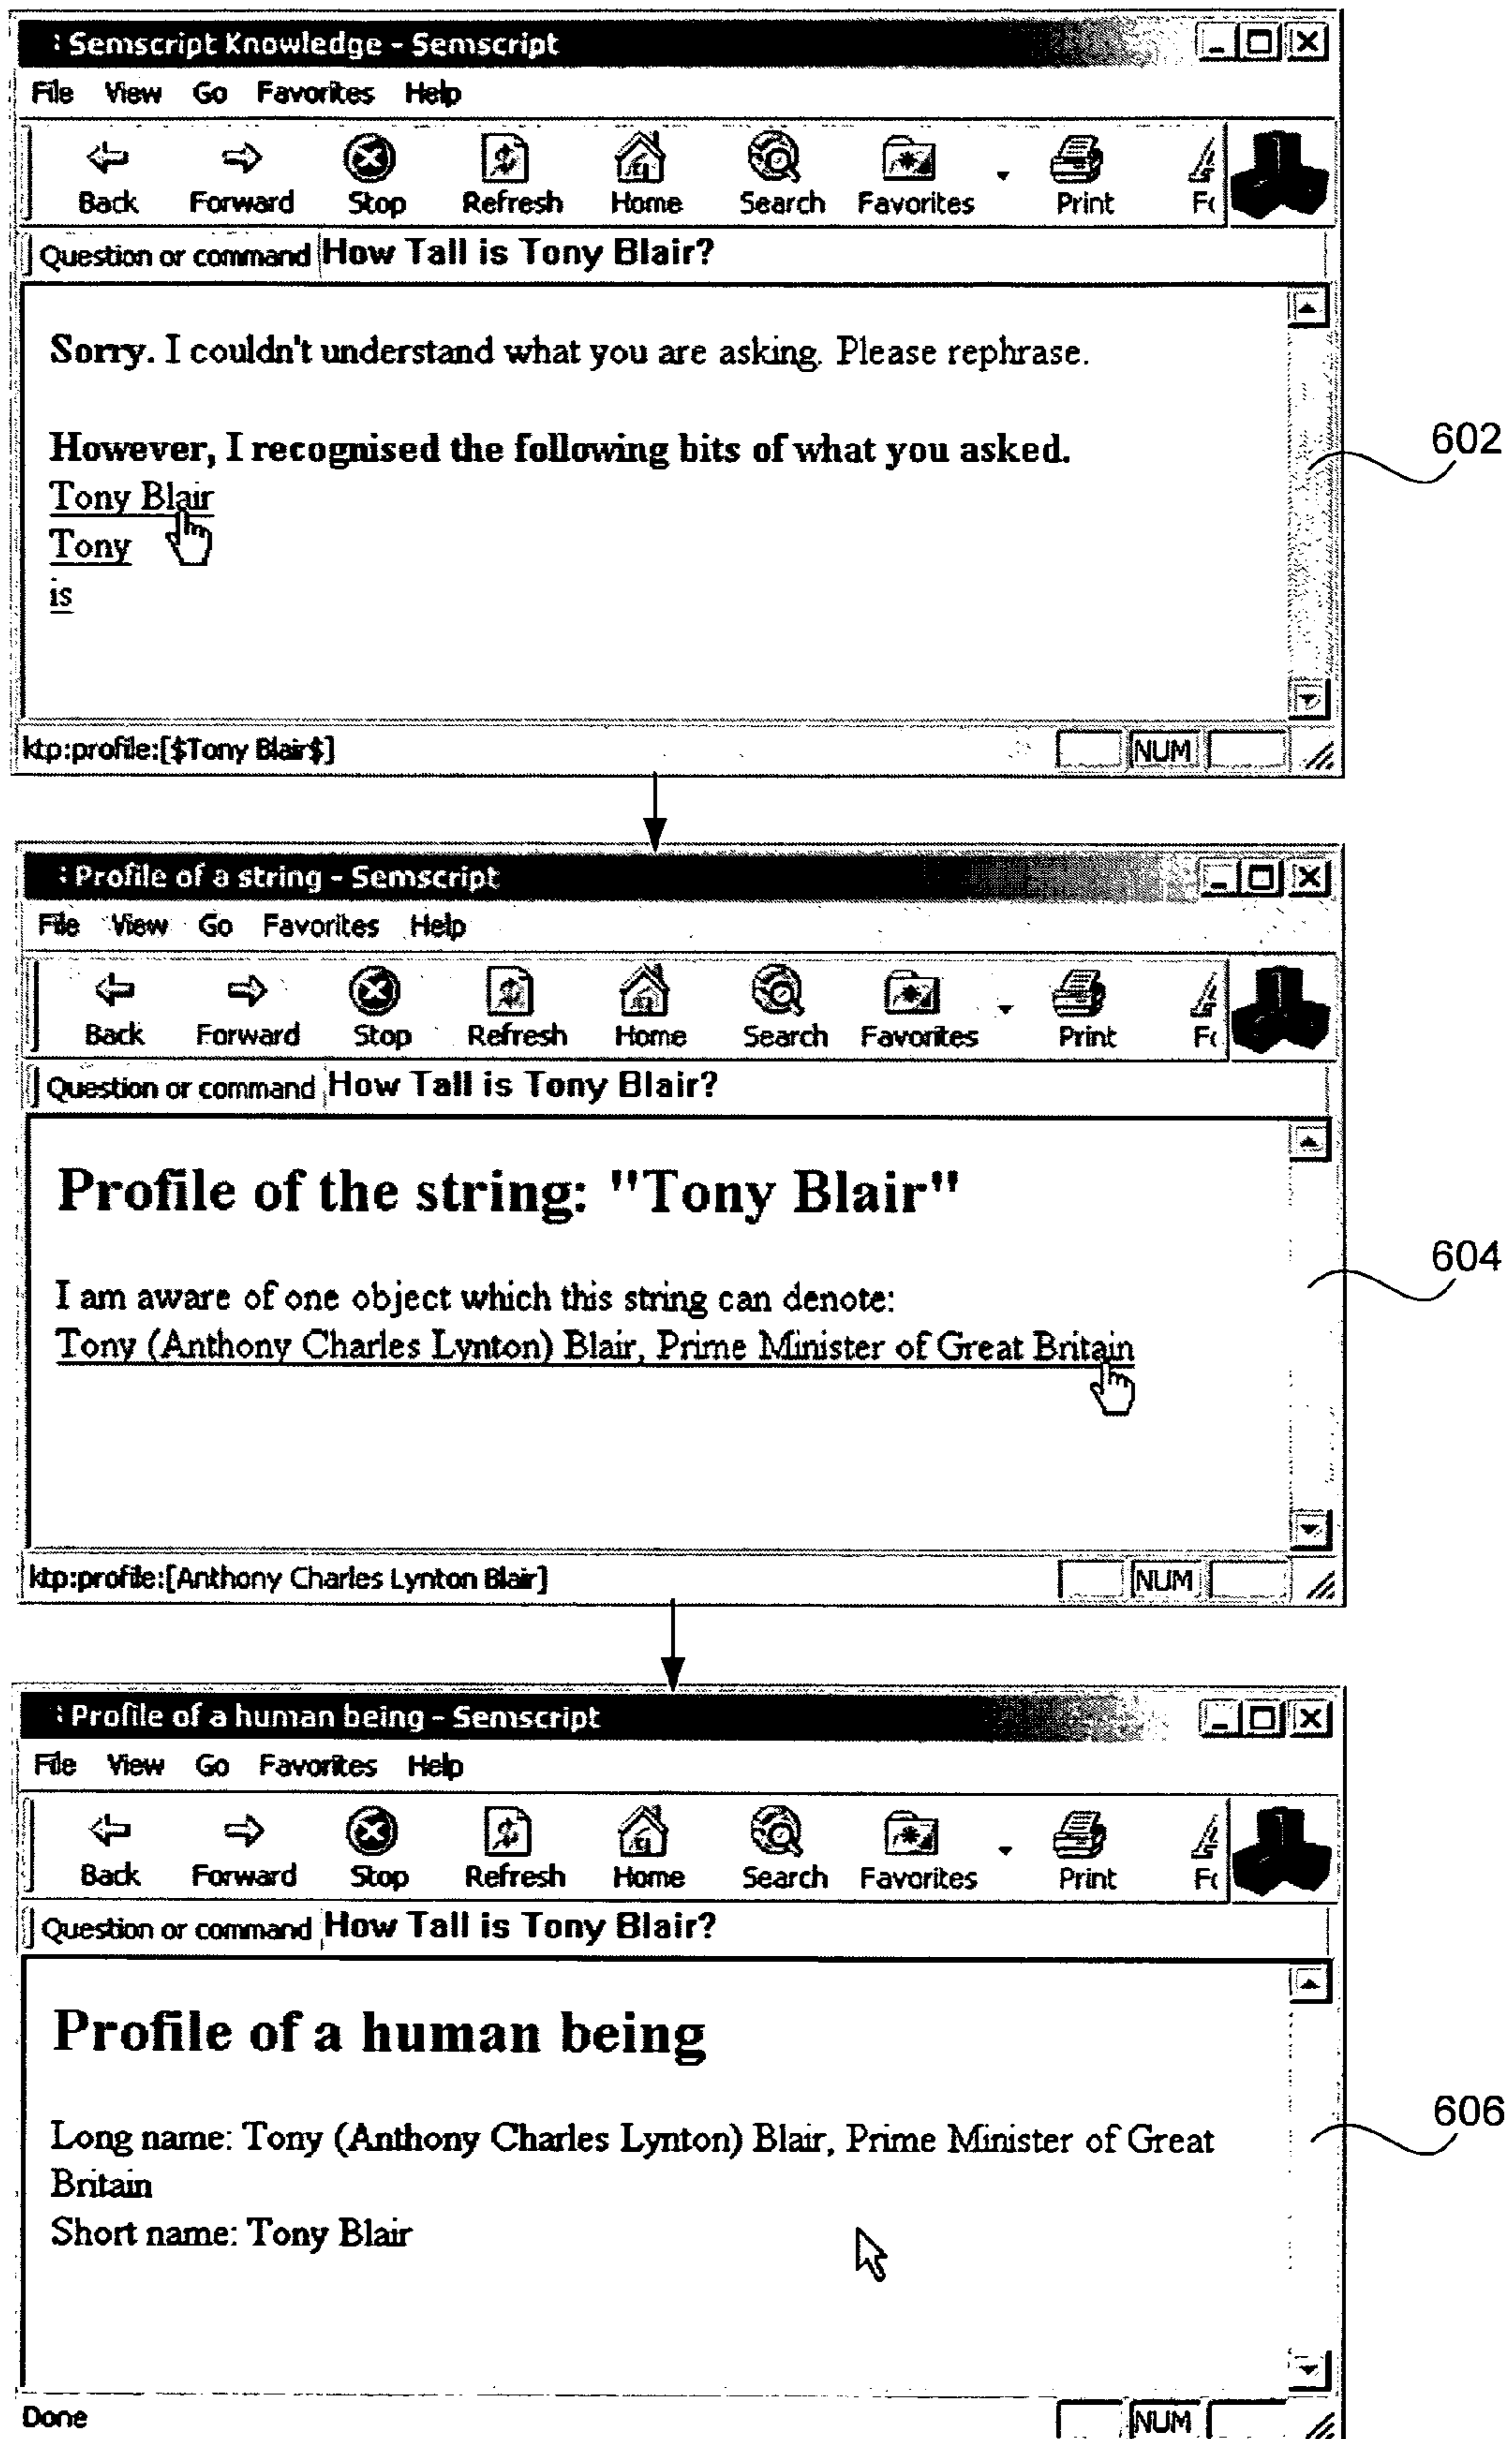 : Semscript Knowledge - Semscript
File View Go Favorites Help
Back Forward Stop Refresh Home Search Favorites Print
Question or command How Tall is Tony Blair?
Sorry. I couldn't understand what you are asking. Please rephrase.
However, I recognised the following bits of what you asked.
Tony Blair
Tony
is
602
ktp:profile:[$Tony Blair$] NUM
: Profile of a string - Semscript
File View Go Favorites Help
Back Forward Stop Refresh Home Search Favorites Print
Question or command How Tall is Tony Blair?
Profile of the string: "Tony Blair"
604
I am aware of one object which this string can denote:
Tony (Anthony Charles Lynton) Blair, Prime Minister of Great Britain
ktp:profile:[Anthony Charles Lynton Blair] NUM
: Profile of a human being - Semscript
File View Go Favorites Help
Back Forward Stop Refresh Home Search Favorites Print
Question or command How Tall is Tony Blair?
Profile of a human being
606
Long name: Tony (Anthony Charles Lynton) Blair, Prime Minister of Great
Britain
Short name: Tony Blair
Done NUM